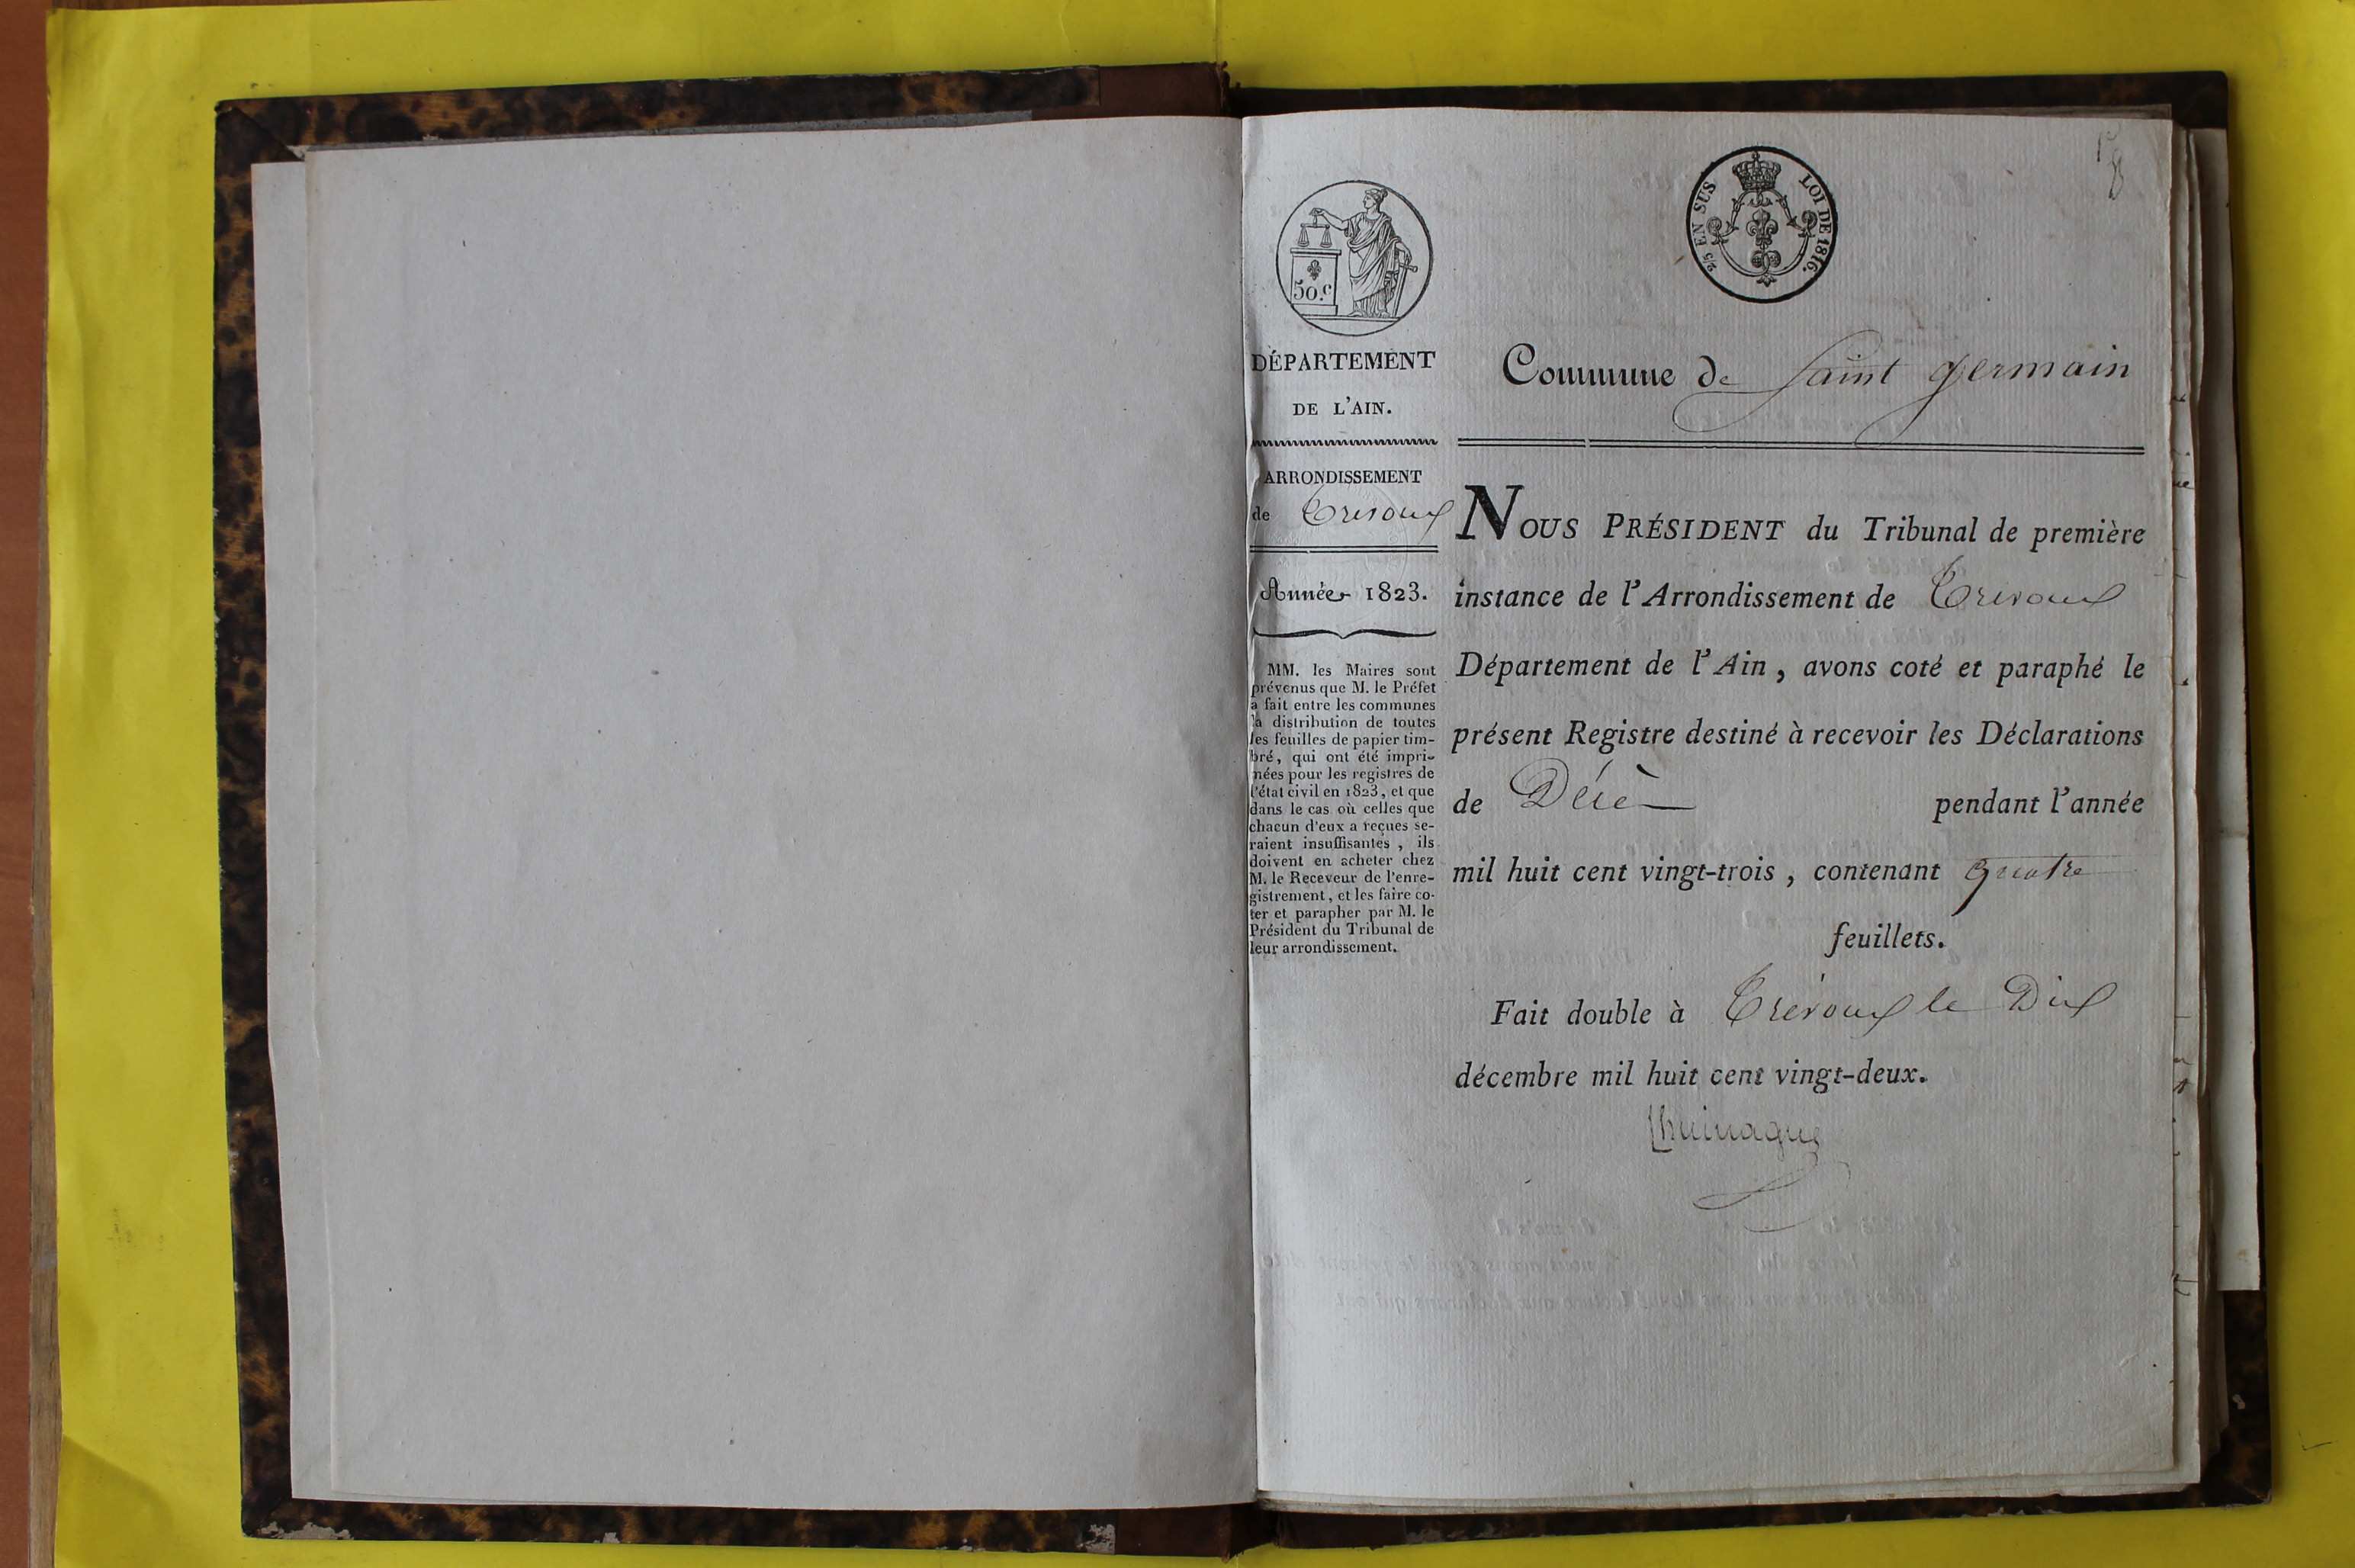 50.c
2/5 EN SUS LOI DE 1816.
DÉPARTEMENT
DE L'AIN.
ARRONDISSEMENT
de Trevoux
Année 1823.
MM. les Maires sont
prévenus que M. le Préfet
a fait entre les communes
la distribution de toutes
les feuilles de papier tim-
bré, qui ont été impri-
mées pour les registres de
l'état civil en 1823, et que
dans le cas où celles que
chacun d'eux a reçues se-
raient insuffisantes, ils
doivent en acheter chez
M. le Receveur de l'enre-
gistrement, et les faire co-
ter et parapher par M. le
Président du Tribunal de
leur arrondissement.
Commune de Saint germain
NOUS PRÉSIDENT du Tribunal de première
instance de l'Arrondissement de Trevoux
Département de l'Ain, avons coté et paraphé le
présent Registre destiné à recevoir les Déclarations
de Décès pendant l'année
mil huit cent vingt-trois, contenant quatre
feuillets.
Fait double à Trévoux le Dix
décembre mil huit cent vingt-deux.